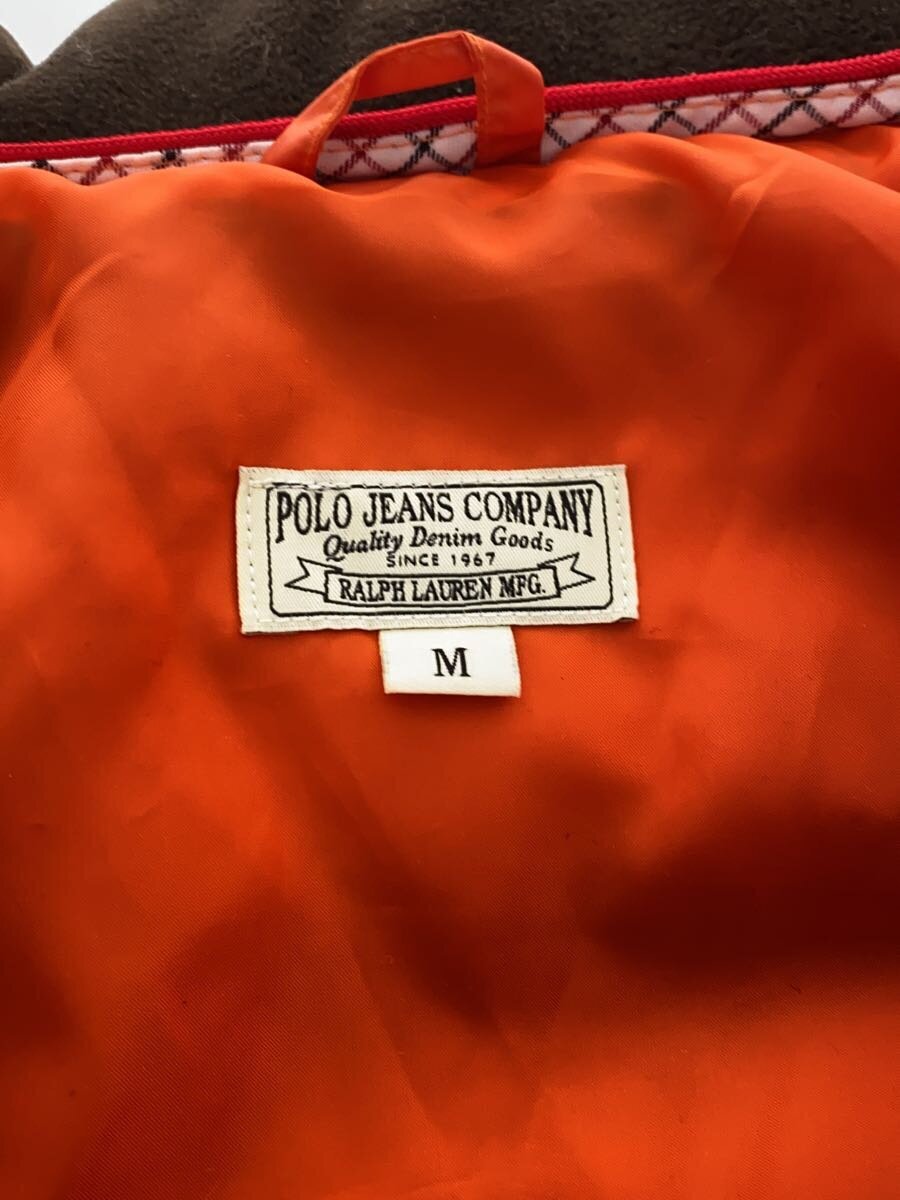 POLO JEANS COMPANY
Quality Denim Goods
SINCE 1967
RALPH LAUREN MFG.
M